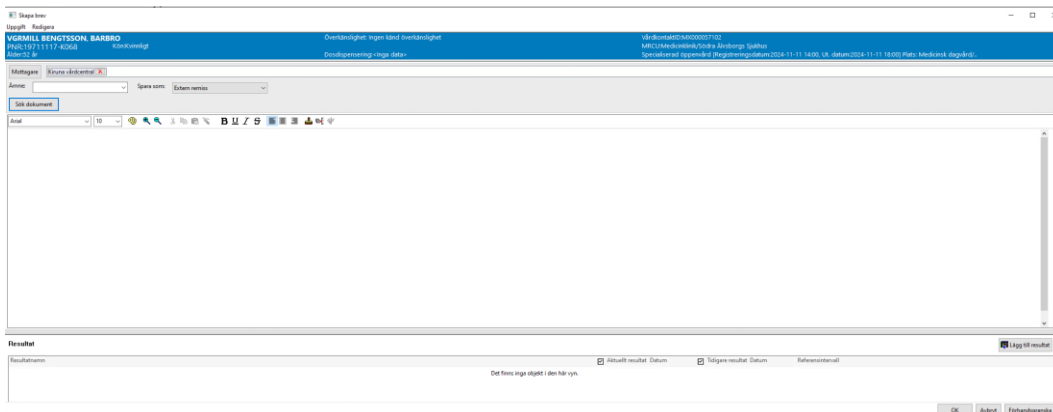 Skapa brev
Uppgift Redigera
VGRMILL BENGTSSON, BARBRO
Överkänslighet: Ingen känd överkänslighet
VårdkontaktID:MX000057102
PNR:19711117-K068 Kön:Kvinnligt
MRCU:Medicinklinik/Södra Älvsborgs Sjukhus
Ålder:52 år
Dosdispensering:<inga data>
Specialiserad öppenvård (Registreringsdatum:2024-11-11 14:00, Ut. datum:2024-11-11 18:00) Plats: Medicinsk dagvård/..
Mottagare Kiruna vårdcentral X
Ämne: Spara som: Extern remiss
Sök dokument
Arial 10 B U I S
Resultat
Lägg till resultat
Resultatnamn Aktuellt resultat Datum Tidigare resultat Datum Referensintervall
Det finns inga objekt i den här vyn.
OK Avbryt Förhandsgranska